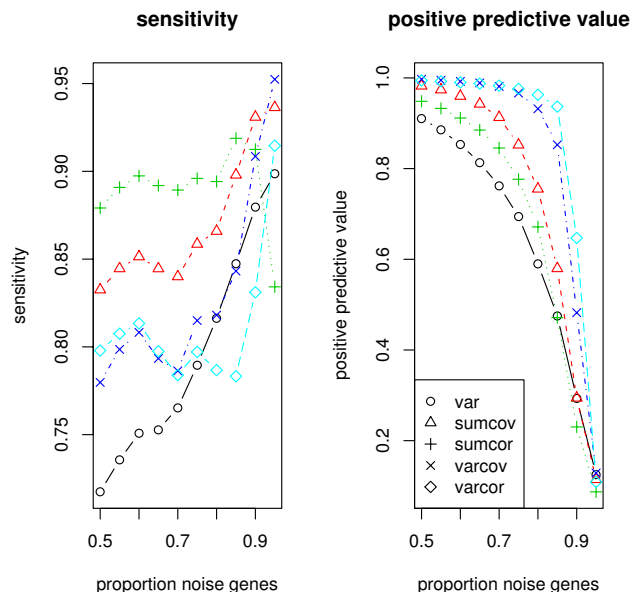 sensitivity
positive predictive value
sensitivity
0.75
0.80
0.85
0.90
0.95
0.5
0.7
0.9
proportion noise genes
positive predictive value
0.2
0.4
0.6
0.8
1.0
var
sumcov
sumcor
varcov
varcor
0.5
0.7
0.9
proportion noise genes